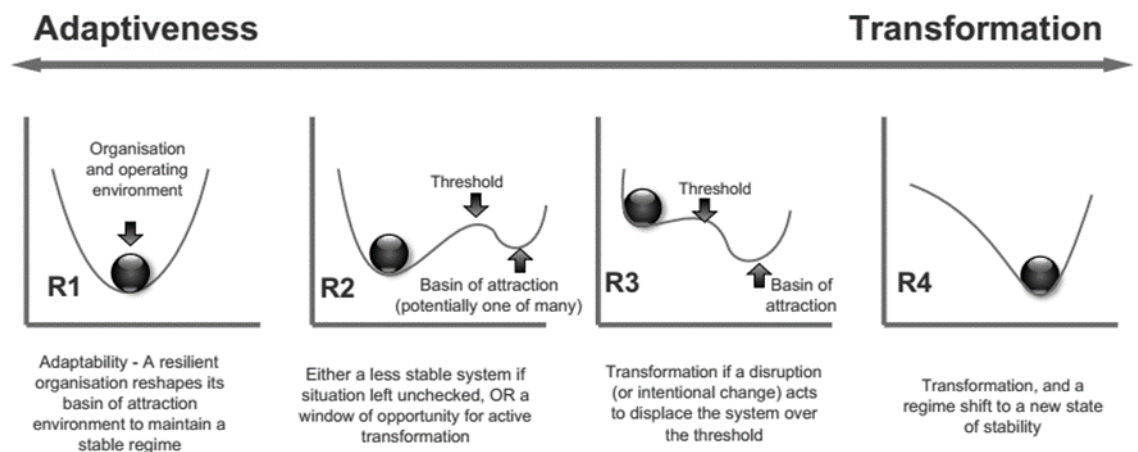 Adaptiveness
Transformation
Organisation
and operating
environment
R1
Threshold
Basin of attraction
(potentially one of many)
R2
Threshold
Basin of
attraction
R3
R4
Adaptability - A resilient
organisation reshapes its
basin of attraction
environment to maintain a
stable regime
Either a less stable system if
situation left unchecked, OR a
window of opportunity for active
transformation
Transformation if a disruption
(or intentional change) acts
to displace the system over
the threshold
Transformation, and a
regime shift to a new state
of stability